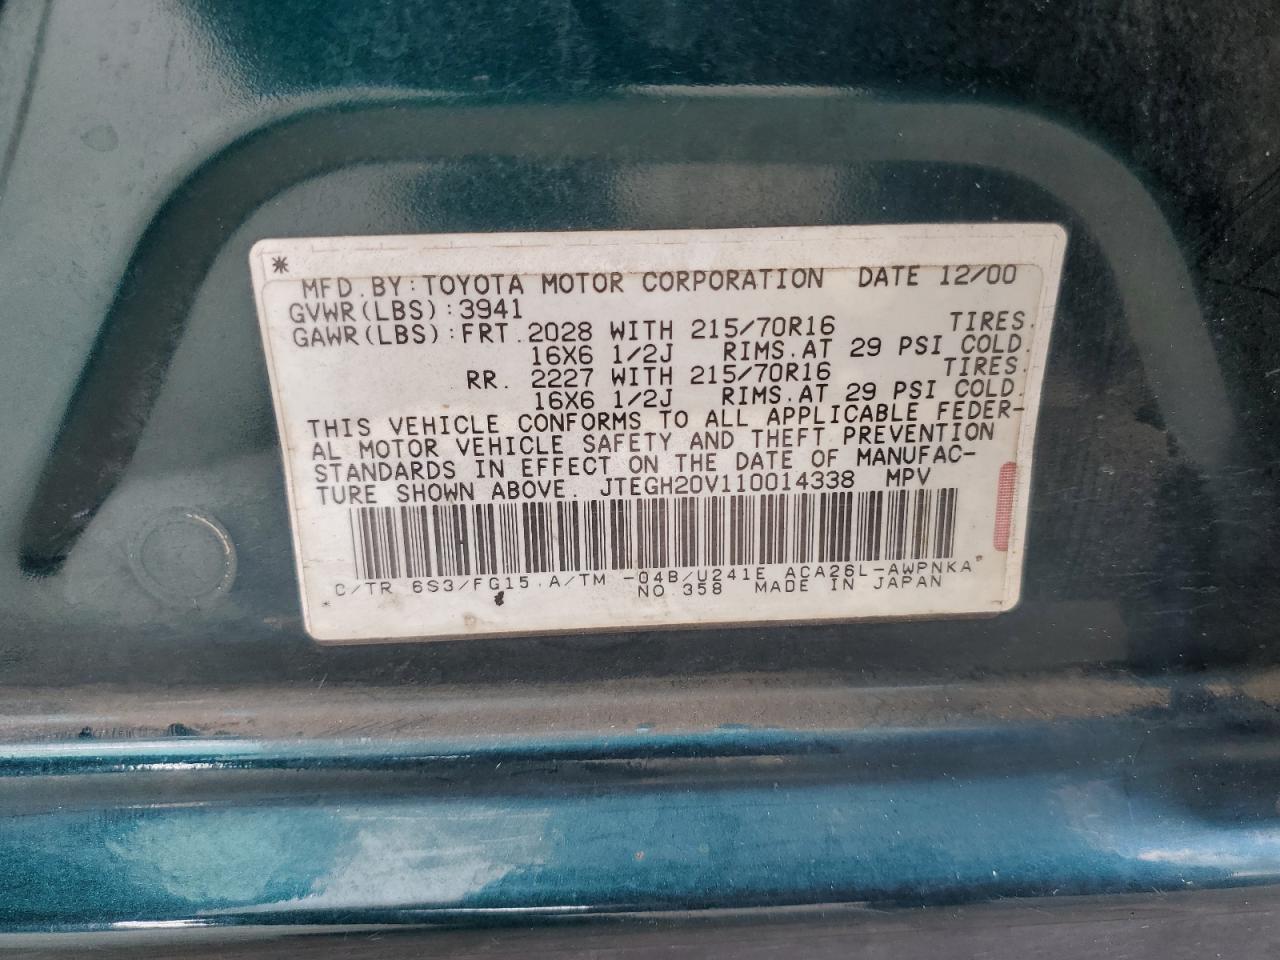 MFD. BY: TOYOTA MOTOR CORPORATION DATE 12/00
GVWR(LBS): 3941
GAWR(LBS): FRT. 2028 WITH 215/70R16 TIRES.
16X6 1/2J RIMS. AT 29 PSI COLD.
RR. 2227 WITH 215/70R16 TIRES.
16X6 1/2J RIMS. AT 29 PSI COLD.
THIS VEHICLE CONFORMS TO ALL APPLICABLE FEDER-
AL MOTOR VEHICLE SAFETY AND THEFT PREVENTION
STANDARDS IN EFFECT ON THE DATE OF MANUFAC-
TURE SHOWN ABOVE. JTEGH20V110014338 MPV
C/TR 6S3/FG15 A/TM -04B/U241E ACA26L-AWPNKA
NO.358 MADE IN JAPAN